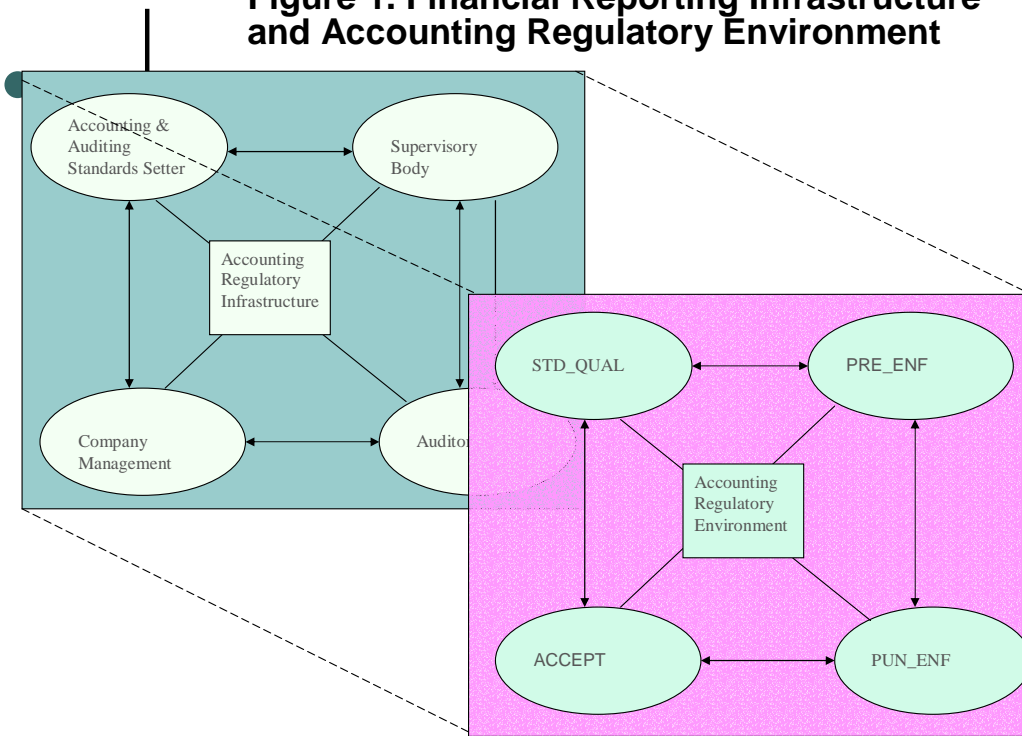 Figure 1. Financial Reporting Infrastructure
and Accounting Regulatory Environment
Accounting &
Auditing
Standards Setter
Supervisory
Body
Accounting
Regulatory
Infrastructure
Company
Management
Auditor
STD_QUAL
PRE_ENF
Accounting
Regulatory
Environment
ACCEPT
PUN_ENF